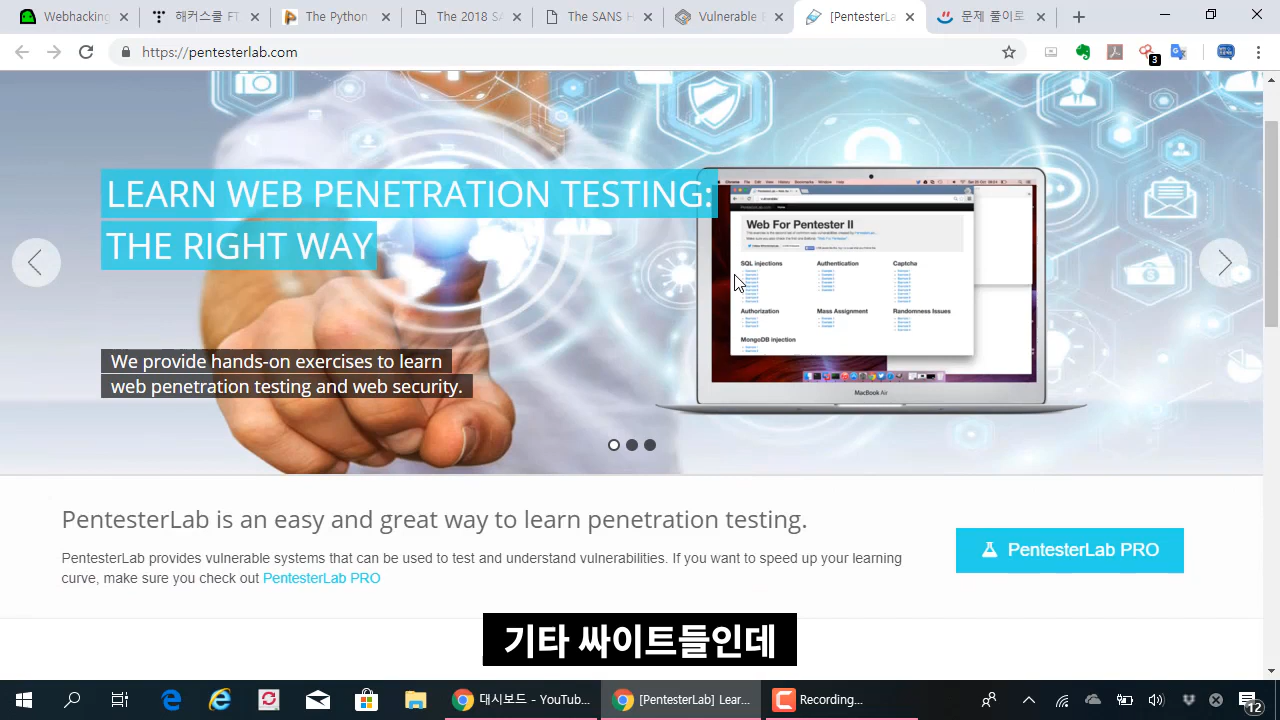 Webhacking
해커스쿨
The Python
The 2018 SA
The SANS H
Vulnerable
[PentesterL
문제 풀이로
https://pentesterlab.com
3
LEARN WEB PENETRATION TESTING:
IGHT WAY
We provide hands-on exercises to learn
web penetration testing and web security.
Web For Pentester II
SQL injections
Authentication
Captcha
Authorization
Mass Assignment
Randomness Issues
MongoDB injection
MacBook Air
PentesterLab is an easy and great way to learn penetration testing.
PentesterLab provides vulnerable systems that can be used to test and understand vulnerabilities. If you want to speed up your learning
curve, make sure you check out PentesterLab PRO
PentesterLab PRO
기타 싸이트들인데
대시보드 - YouTub...
[PentesterLab] Lear...
Recording...
12